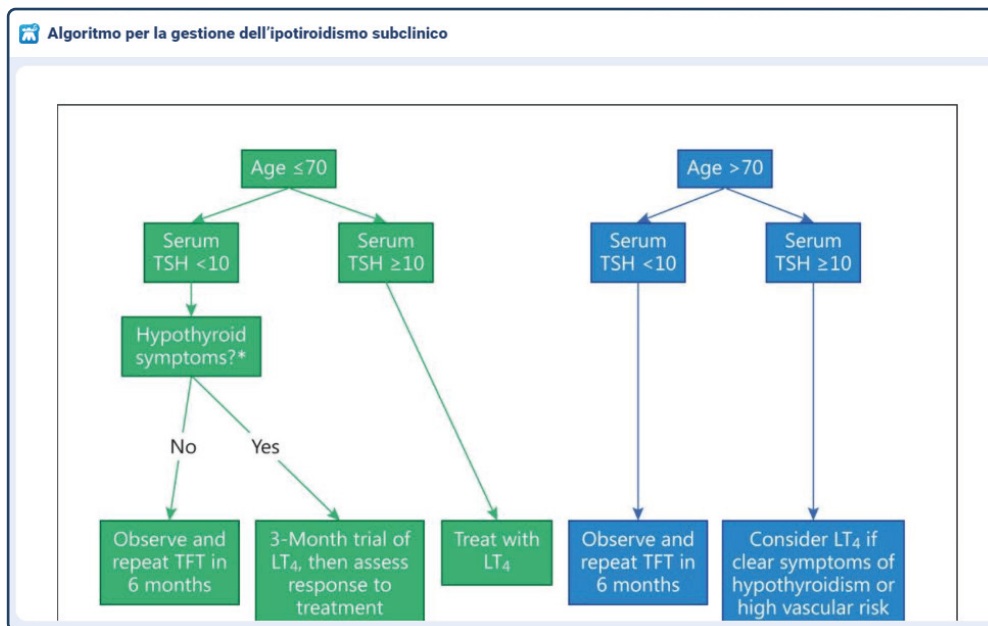 Algoritmo per la gestione dell'ipotiroidismo subclinico
Age ≤70
Age >70
Serum
TSH <10
Serum
TSH ≥10
Serum
TSH <10
Serum
TSH ≥10
Hypothyroid
symptoms?*
No
Yes
Observe and
repeat TFT in
6 months
3-Month trial of
LT₄, then assess
response to
treatment
Treat with
LT₄
Observe and
repeat TFT in
6 months
Consider LT₄ if
clear symptoms of
hypothyroidism or
high vascular risk